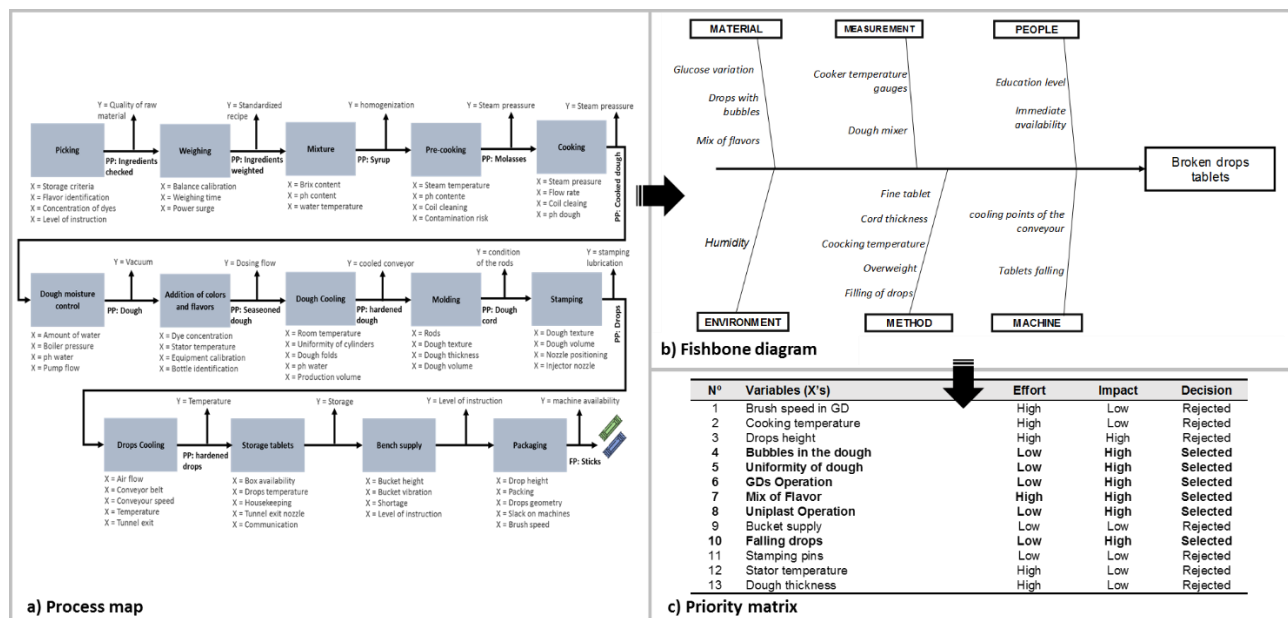 Y = Quality of raw
material
Y = Standardized
recipe
Y = homogenization
Y = Steam preassure
Y = Steam preassure
Picking
PP: Ingredients
checked
Weighing
PP: Ingredients
weighted
Mixture
PP: Syrup
Pre-cooking
PP: Molasses
Cooking
PP: Cooked dough
X = Storage criteria
X = Flavor identification
X = Concentration of dyes
X = Level of instruction
X = Balance calibration
X = Weighing time
X = Power surge
X = Brix content
X = ph content
X = water temperature
X = Steam temperature
X = ph contente
X = Coil cleaning
X = Contamination risk
X = Steam preasure
X = Flow rate
X = Coil cleaing
X = ph dough
Y = Vacuum
Y = Dosing flow
Y = cooled conveyor
Y = condition
of the rods
Y = stamping
lubrication
Dough moisture
control
PP: Dough
Addition of colors
and flavors
PP: Seasoned
dough
Dough Cooling
PP: hardened
dough
Molding
PP: Dough
cord
Stamping
PP: Drops
X = Amount of water
X = Boiler pressure
X = ph water
X = Pump flow
X = Dye concentration
X = Stator temperature
X = Equipment calibration
X = Bottle identification
X = Room temperature
X = Uniformity of cylinders
X = Dough folds
X = ph water
X = Production volume
X = Rods
X = Dough texture
X = Dough thickness
X = Dough volume
X = Dough texture
X = Dough volume
X = Nozzle positioning
X = Injector nozzle
Y = Temperature
Y = Storage
Y = Level of instruction
Y = machine availability
Drops Cooling
PP: hardened
drops
Storage tablets
Bench supply
Packaging
FP: Sticks
X = Air flow
X = Conveyor belt
X = Conveyour speed
X = Temperature
X = Tunnel exit
X = Box availability
X = Drops temperature
X = Housekeeping
X = Tunnel exit nozzle
X = Communication
X = Bucket height
X = Bucket vibration
X = Shortage
X = Level of instruction
X = Drop height
X = Packing
X = Drops geometry
X = Slack on machines
X = Brush speed
a) Process map
MATERIAL
MEASUREMENT
PEOPLE
Glucose variation
Drops with
bubbles
Mix of flavors
Cooker temperature
gauges
Dough mixer
Education level
Immediate
availability
Broken drops
tablets
Humidity
Fine tablet
Cord thickness
Coocking temperature
Overweight
Filling of drops
cooling points of the
conveyour
Tablets falling
ENVIRONMENT
METHOD
MACHINE
b) Fishbone diagram
Nº Variables (X's) Effort Impact Decision
1 Brush speed in GD High Low Rejected
2 Cooking temperature High Low Rejected
3 Drops height High High Rejected
4 Bubbles in the dough Low High Selected
5 Uniformity of dough Low High Selected
6 GDs Operation Low High Selected
7 Mix of Flavor High High Selected
8 Uniplast Operation Low High Selected
9 Bucket supply Low Low Rejected
10 Falling drops Low High Selected
11 Stamping pins Low Low Rejected
12 Stator temperature High Low Rejected
13 Dough thickness High Low Rejected
c) Priority matrix